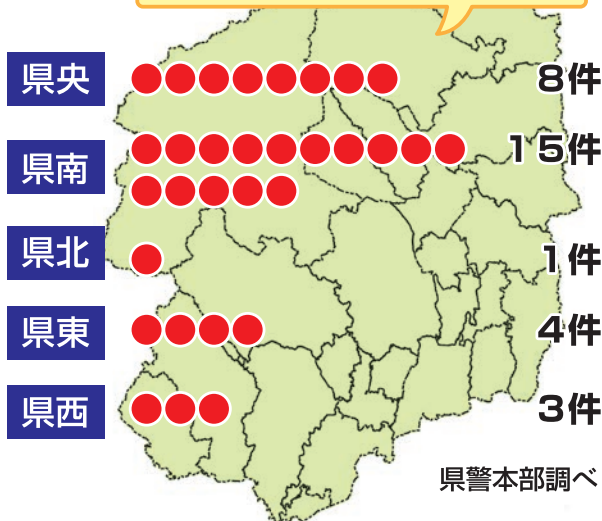 県央 8件
県南 15件
県北 1件
県東 4件
県西 3件
県警本部調べ